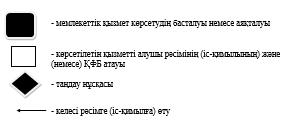 - мемлекеттік қызмет көрсетудің басталуы немесе аяқталуы
- көрсетілетін қызметті алушы рәсімінің (іс-қимылының) және
(немесе) ҚФБ атауы
- таңдау нұсқасы
- келесі рәсімге (іс-қимылға) өту